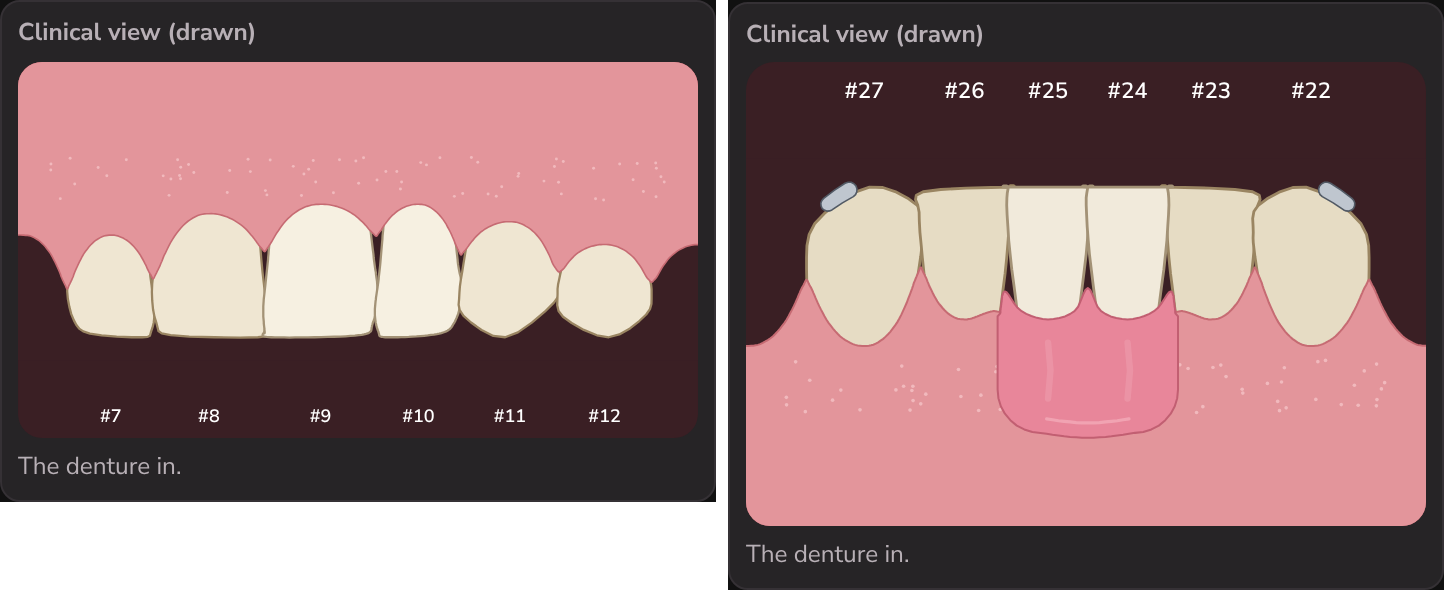 Clinical view (drawn)
#7 #8 #9 #10 #11 #12
The denture in.
Clinical view (drawn)
#27 #26 #25 #24 #23 #22
The denture in.